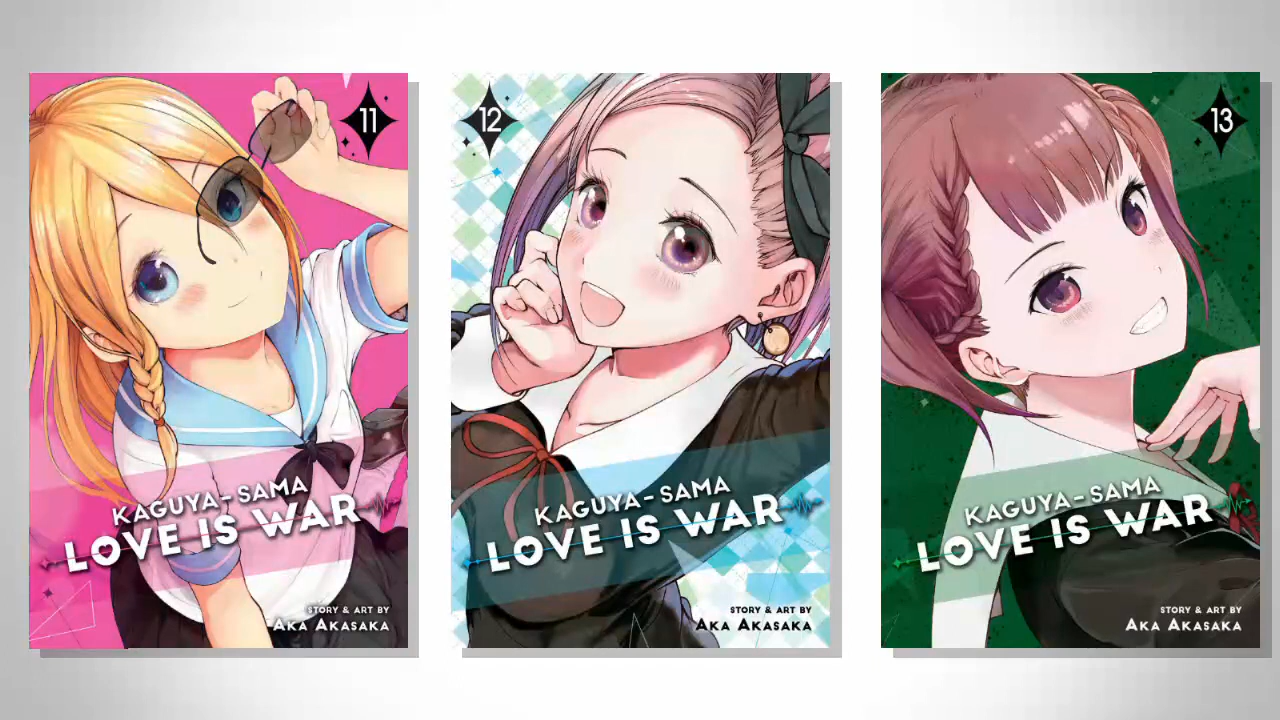 11
KAGUYA-SAMA
LOVE IS WAR
STORY & ART BY
AKA AKASAKA
12
KAGUYA-SAMA
LOVE IS WAR
STORY & ART BY
AKA AKASAKA
13
KAGUYA-SAMA
LOVE IS WAR
STORY & ART BY
AKA AKASAKA